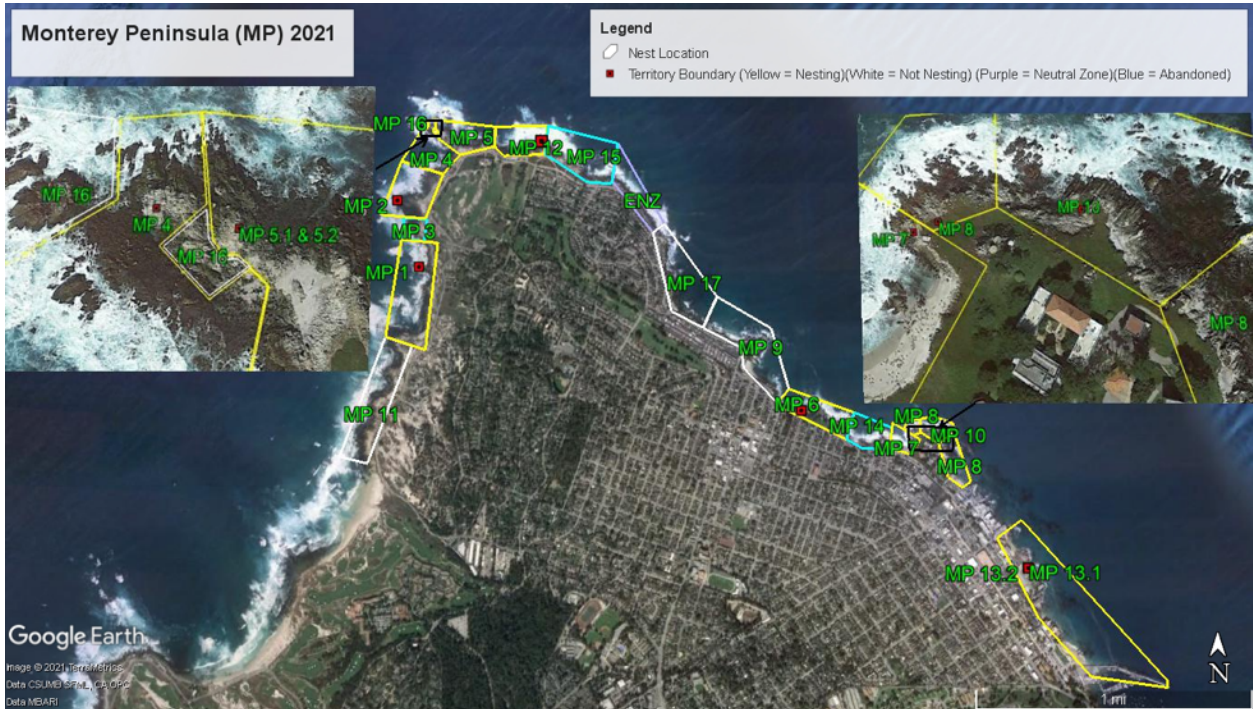 Monterey Peninsula (MP) 2021
Legend
Nest Location
Territory Boundary (Yellow = Nesting)(White = Not Nesting) (Purple = Neutral Zone)(Blue = Abandoned)
MP 16
MP 5
MP 12
MP 15
MP 4
MP 2
ENZ
MP 3
MP 1
MP 17
MP 9
MP 11
MP 6
MP 14
MP 8
MP 7
MP 10
MP 8
MP 13.2
MP 13.1
MP 16
MP 4
MP 5.1 & 5.2
MP 16
MP 7
MP 8
MP 10
MP 8
Google Earth
Image © 2021 TerraMetrics
Data CSUMB SFML, CA OPC
Data MBARI
N
1 mi